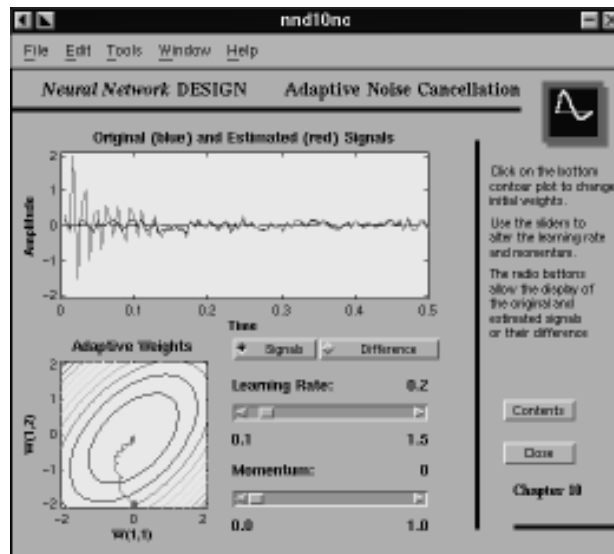 nnd10nc
File Edit Tools Window Help
Neural Network DESIGN Adaptive Noise Cancellation
Original (blue) and Estimated (red) Signals
2
1
0
-1
-2
Amplitude
0 0.1 0.2 0.3 0.4 0.5
Time
Click on the bottom
contour plot to change
initial weights.
Use the sliders to
alter the learning rate
and momentum.
The radio buttons
allow the display of
the original and
estimated signals
or their difference
Adaptive Weights
2
1
0
-1
-2
W(1,2)
-2 0 2
W(1,1)
Signals Difference
Learning Rate: 0.2
0.1 1.5
Momentum: 0
0.0 1.0
Contents
Close
Chapter 10